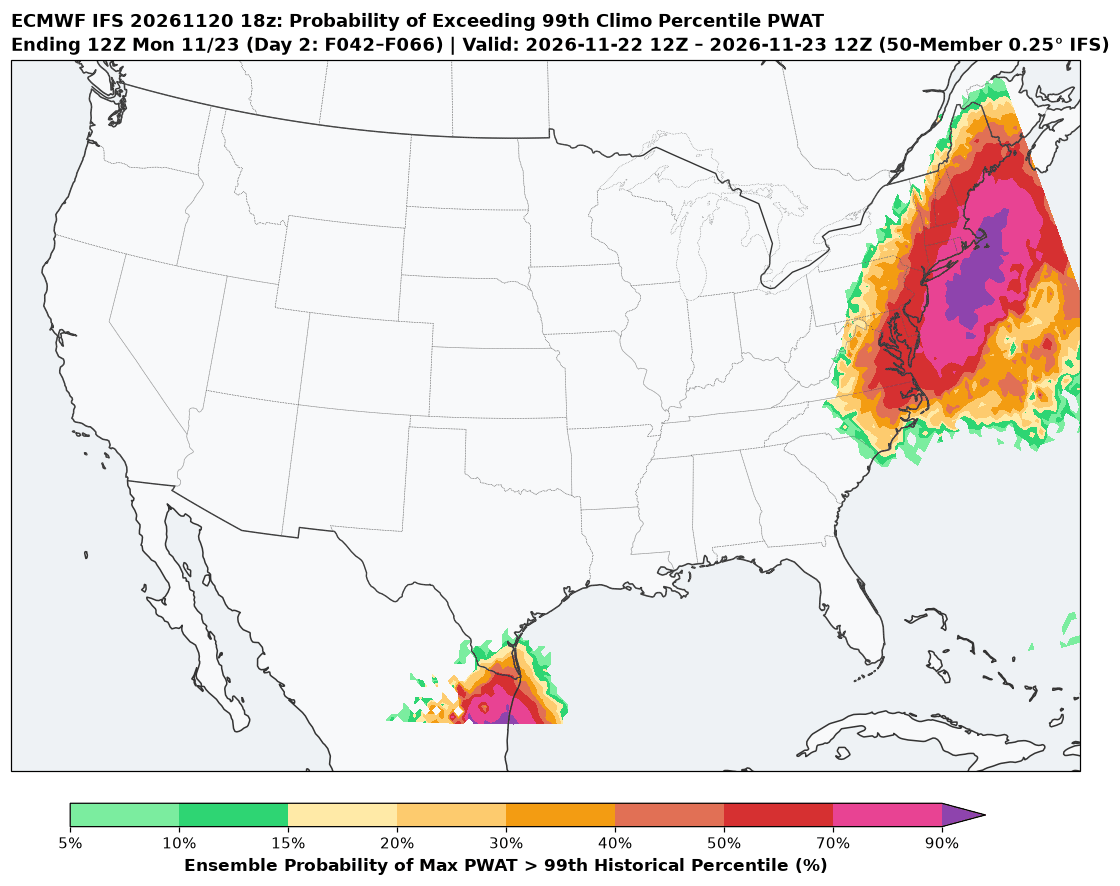 ECMWF IFS 20261120 18z: Probability of Exceeding 99th Climo Percentile PWAT
Ending 12Z Mon 11/23 (Day 2: F042–F066) | Valid: 2026-11-22 12Z – 2026-11-23 12Z (50-Member 0.25° IFS)
5% 10% 15% 20% 30% 40% 50% 70% 90%
Ensemble Probability of Max PWAT > 99th Historical Percentile (%)